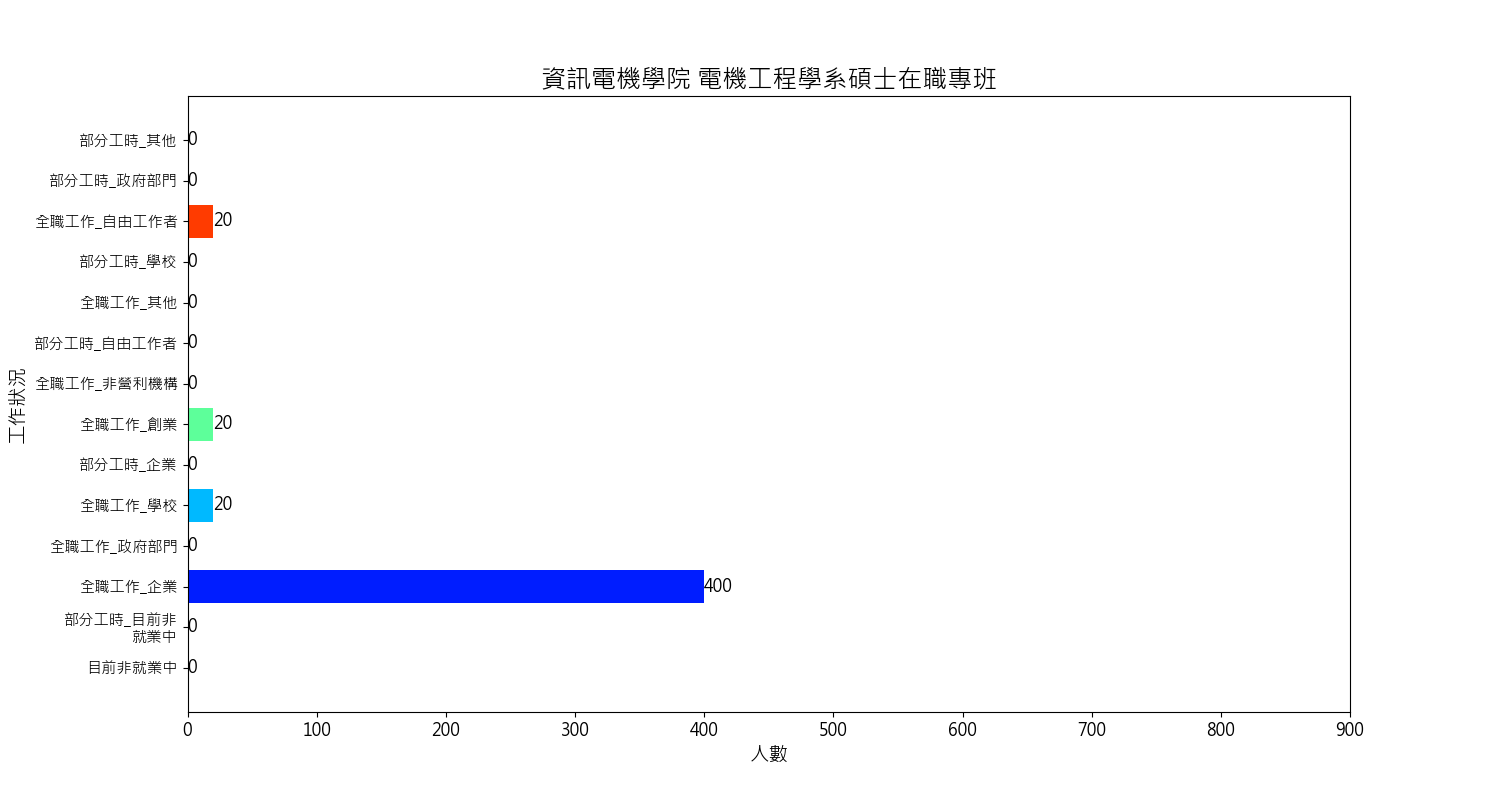 資訊電機學院 電機工程學系碩士在職專班
部分工時_其他
0
部分工時_政府部門
0
全職工作_自由工作者
20
部分工時_學校
0
全職工作_其他
0
部分工時_自由工作者
0
全職工作_非營利機構
0
全職工作_創業
20
部分工時_企業
0
全職工作_學校
20
全職工作_政府部門
0
全職工作_企業
400
部分工時_目前非
就業中
0
目前非就業中
0
工作狀況
0 100 200 300 400 500 600 700 800 900
人數